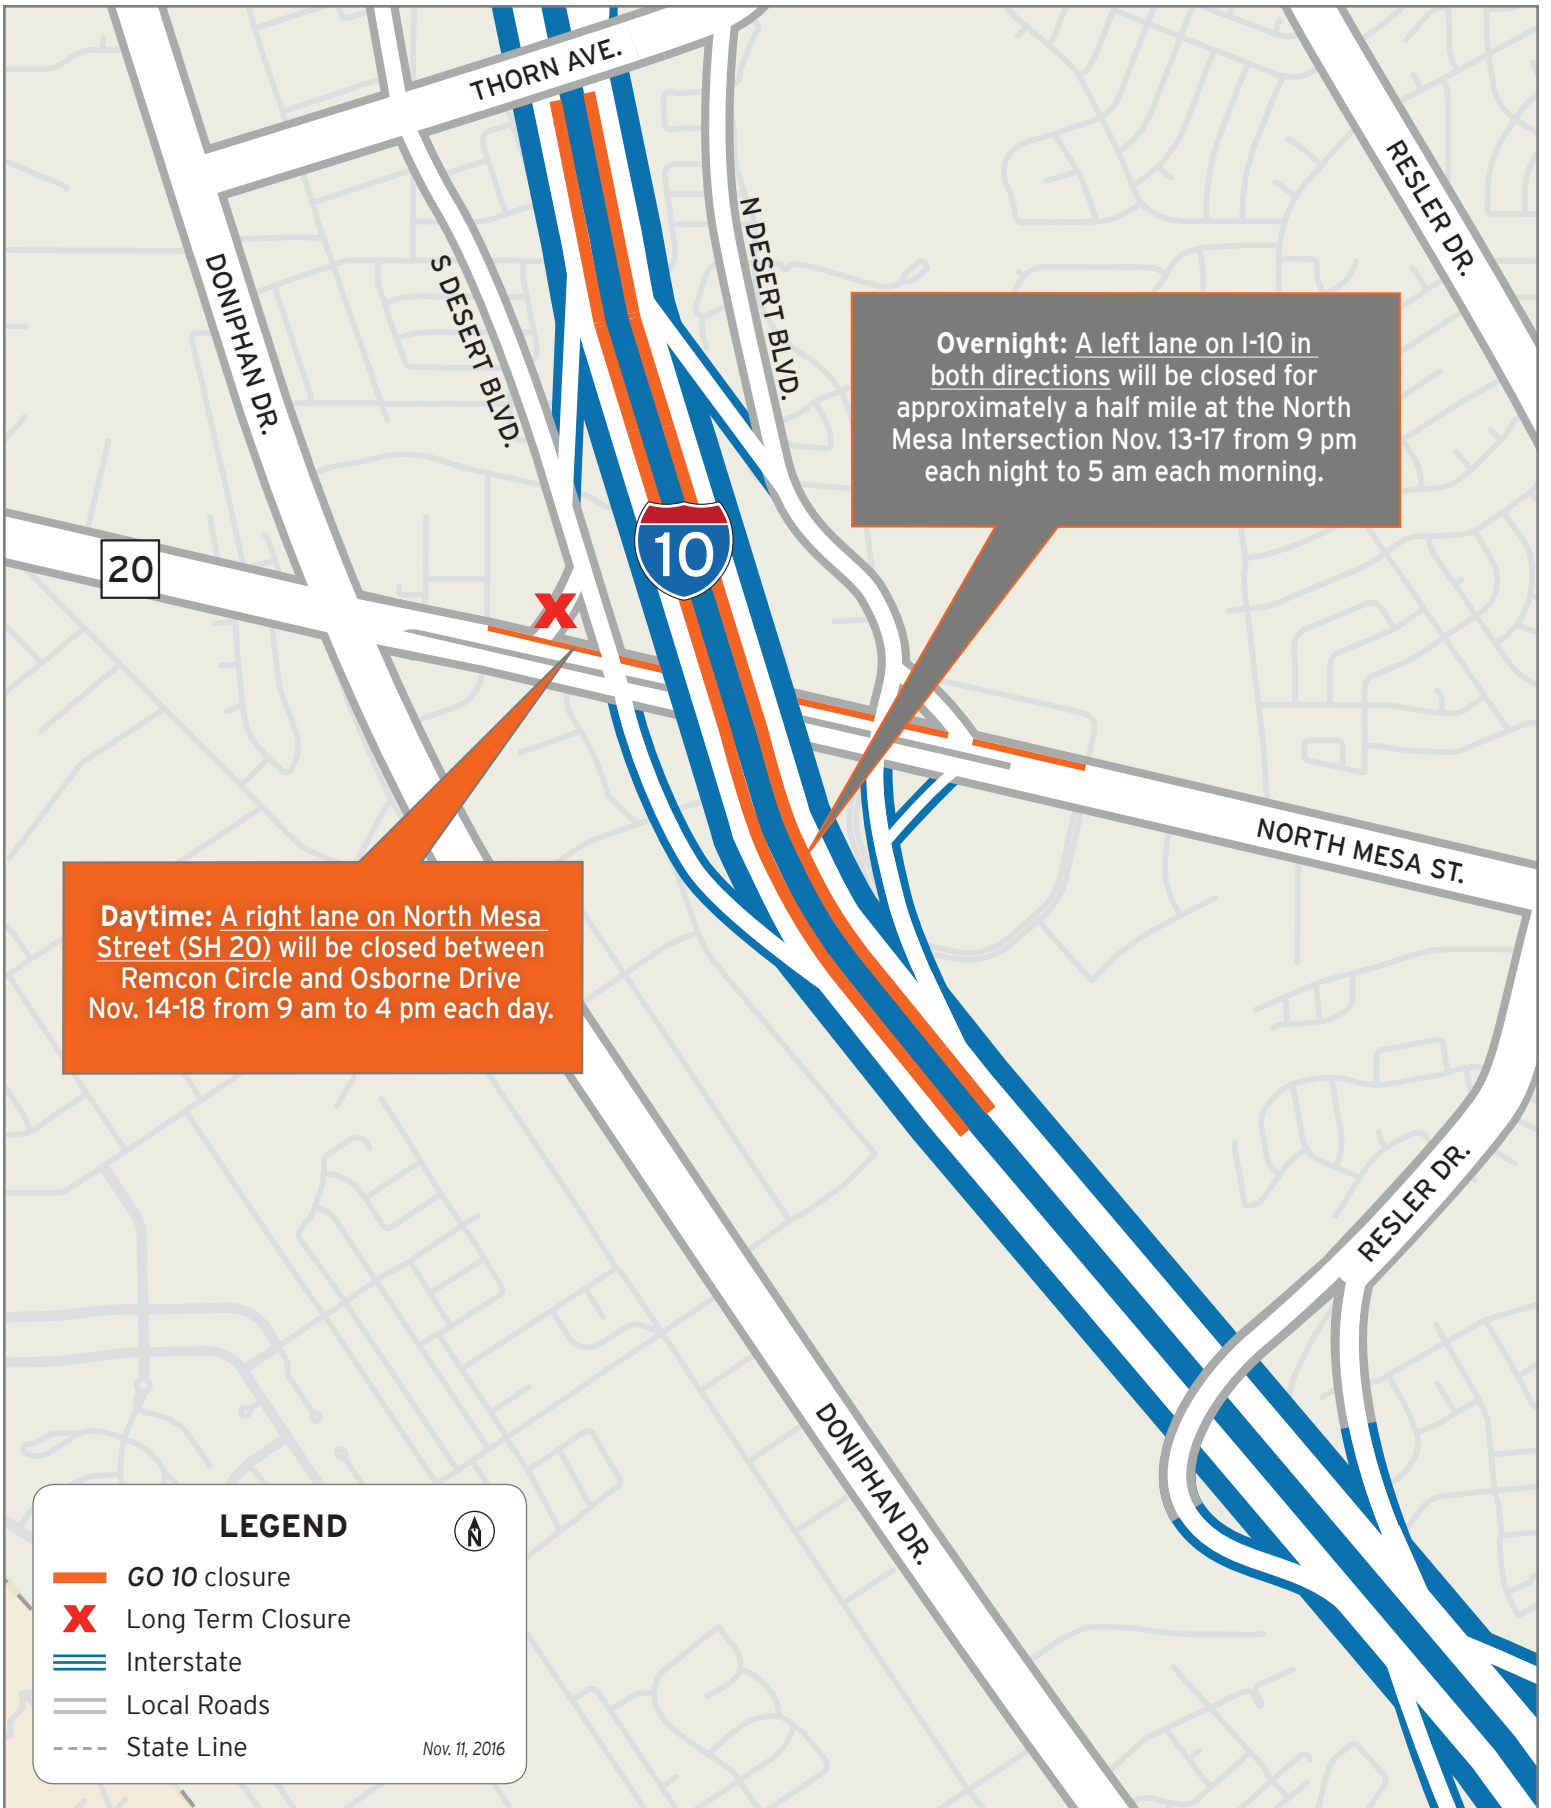 THORN AVE.
RESLER DR.
N DESERT BLVD.
S DESERT BLVD.
DONIPHAN DR.
Overnight: A left lane on I-10 in
both directions will be closed for
approximately a half mile at the North
Mesa Intersection Nov. 13-17 from 9 pm
each night to 5 am each morning.
10
20
NORTH MESA ST.
Daytime: A right lane on North Mesa
Street (SH 20) will be closed between
Remcon Circle and Osborne Drive
Nov. 14-18 from 9 am to 4 pm each day.
RESLER DR.
DONIPHAN DR.
LEGEND
N
GO 10 closure
X Long Term Closure
Interstate
Local Roads
State Line
Nov. 11, 2016